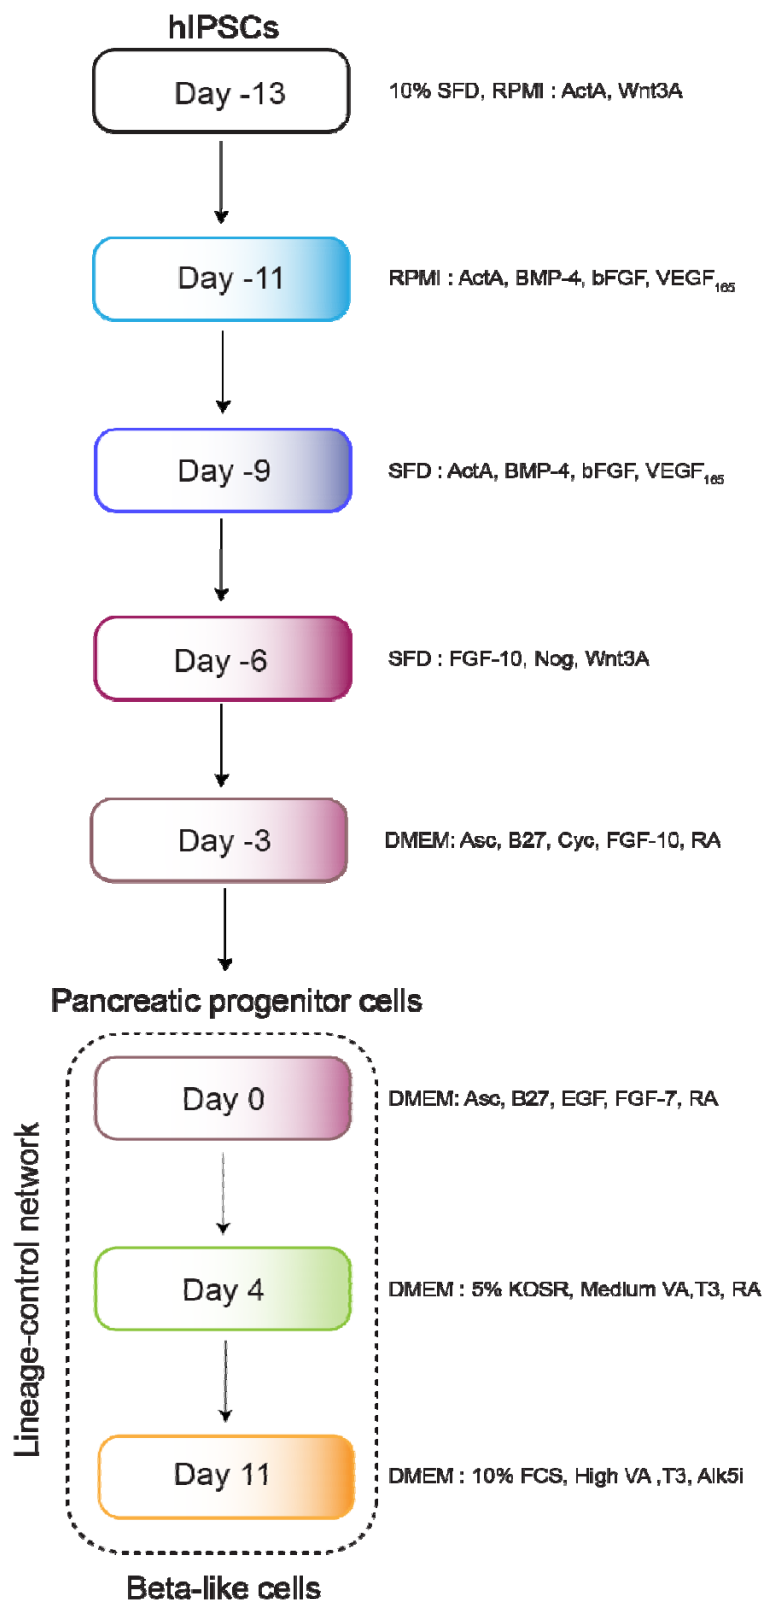 hIPSCs
Day -13
10% SFD, RPMI : ActA, Wnt3A
Day -11
RPMI : ActA, BMP-4, bFGF, VEGF165
Day -9
SFD : ActA, BMP-4, bFGF, VEGF165
Day -6
SFD : FGF-10, Nog, Wnt3A
Day -3
DMEM: Asc, B27, Cyc, FGF-10, RA
Pancreatic progenitor cells
Lineage-control network
Day 0
DMEM: Asc, B27, EGF, FGF-7, RA
Day 4
DMEM : 5% KOSR, Medium VA,T3, RA
Day 11
DMEM : 10% FCS, High VA ,T3, Alk5i
Beta-like cells